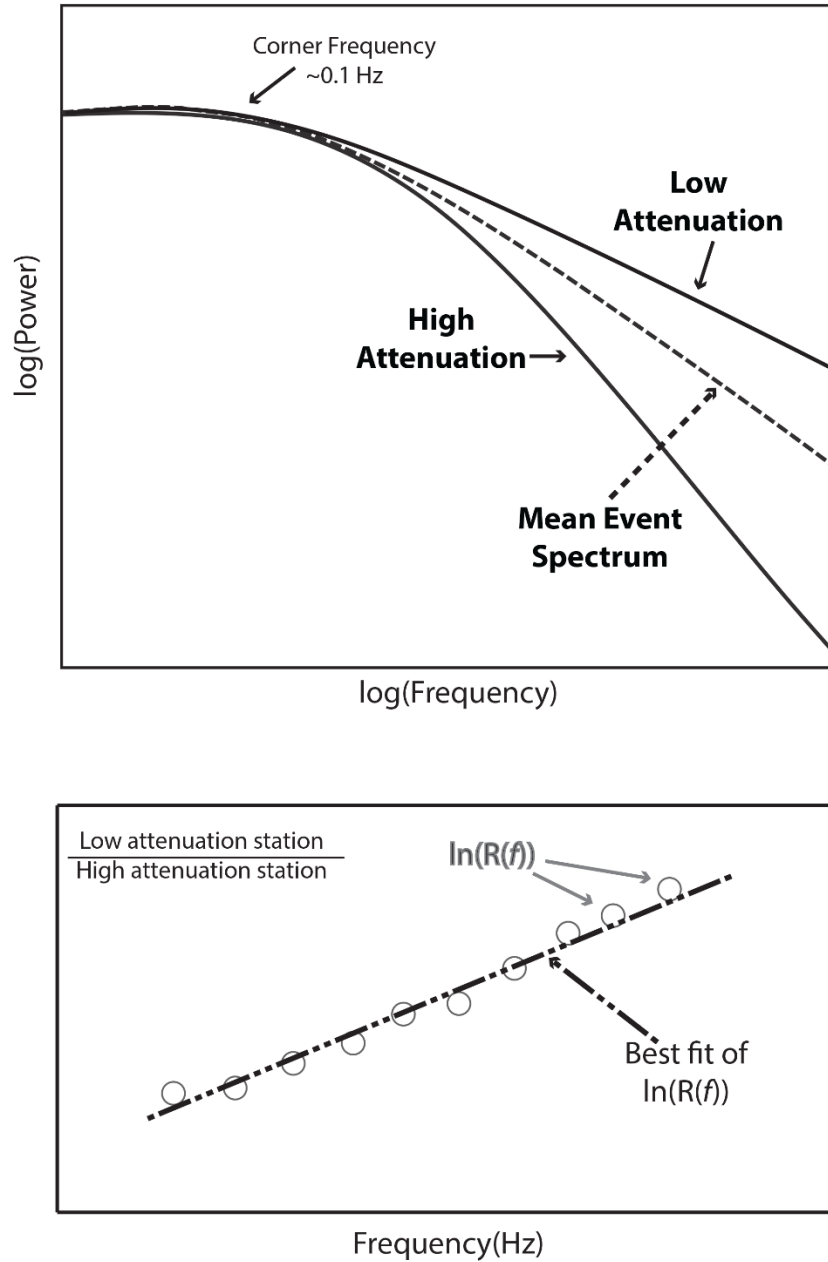 Corner Frequency
~0.1 Hz
Low
Attenuation
High
Attenuation
Mean Event
Spectrum
log(Power)
log(Frequency)
Low attenuation station
High attenuation station
ln(R(f))
Best fit of
ln(R(f))
Frequency(Hz)